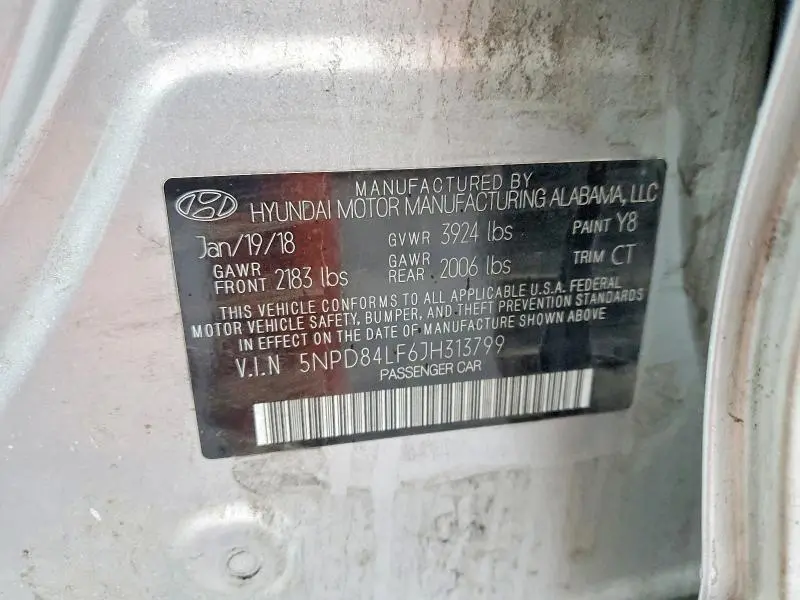 MANUFACTURED BY
HYUNDAI MOTOR MANUFACTURING ALABAMA, LLC
Jan/19/18 GVWR 3924 lbs PAINT Y8
GAWR FRONT 2183 lbs GAWR REAR 2006 lbs TRIM CT
THIS VEHICLE CONFORMS TO ALL APPLICABLE U.S.A. FEDERAL
MOTOR VEHICLE SAFETY, BUMPER, AND THEFT PREVENTION STANDARDS
IN EFFECT ON THE DATE OF MANUFACTURE SHOWN ABOVE
V.I.N 5NPD84LF6JH313799
PASSENGER CAR